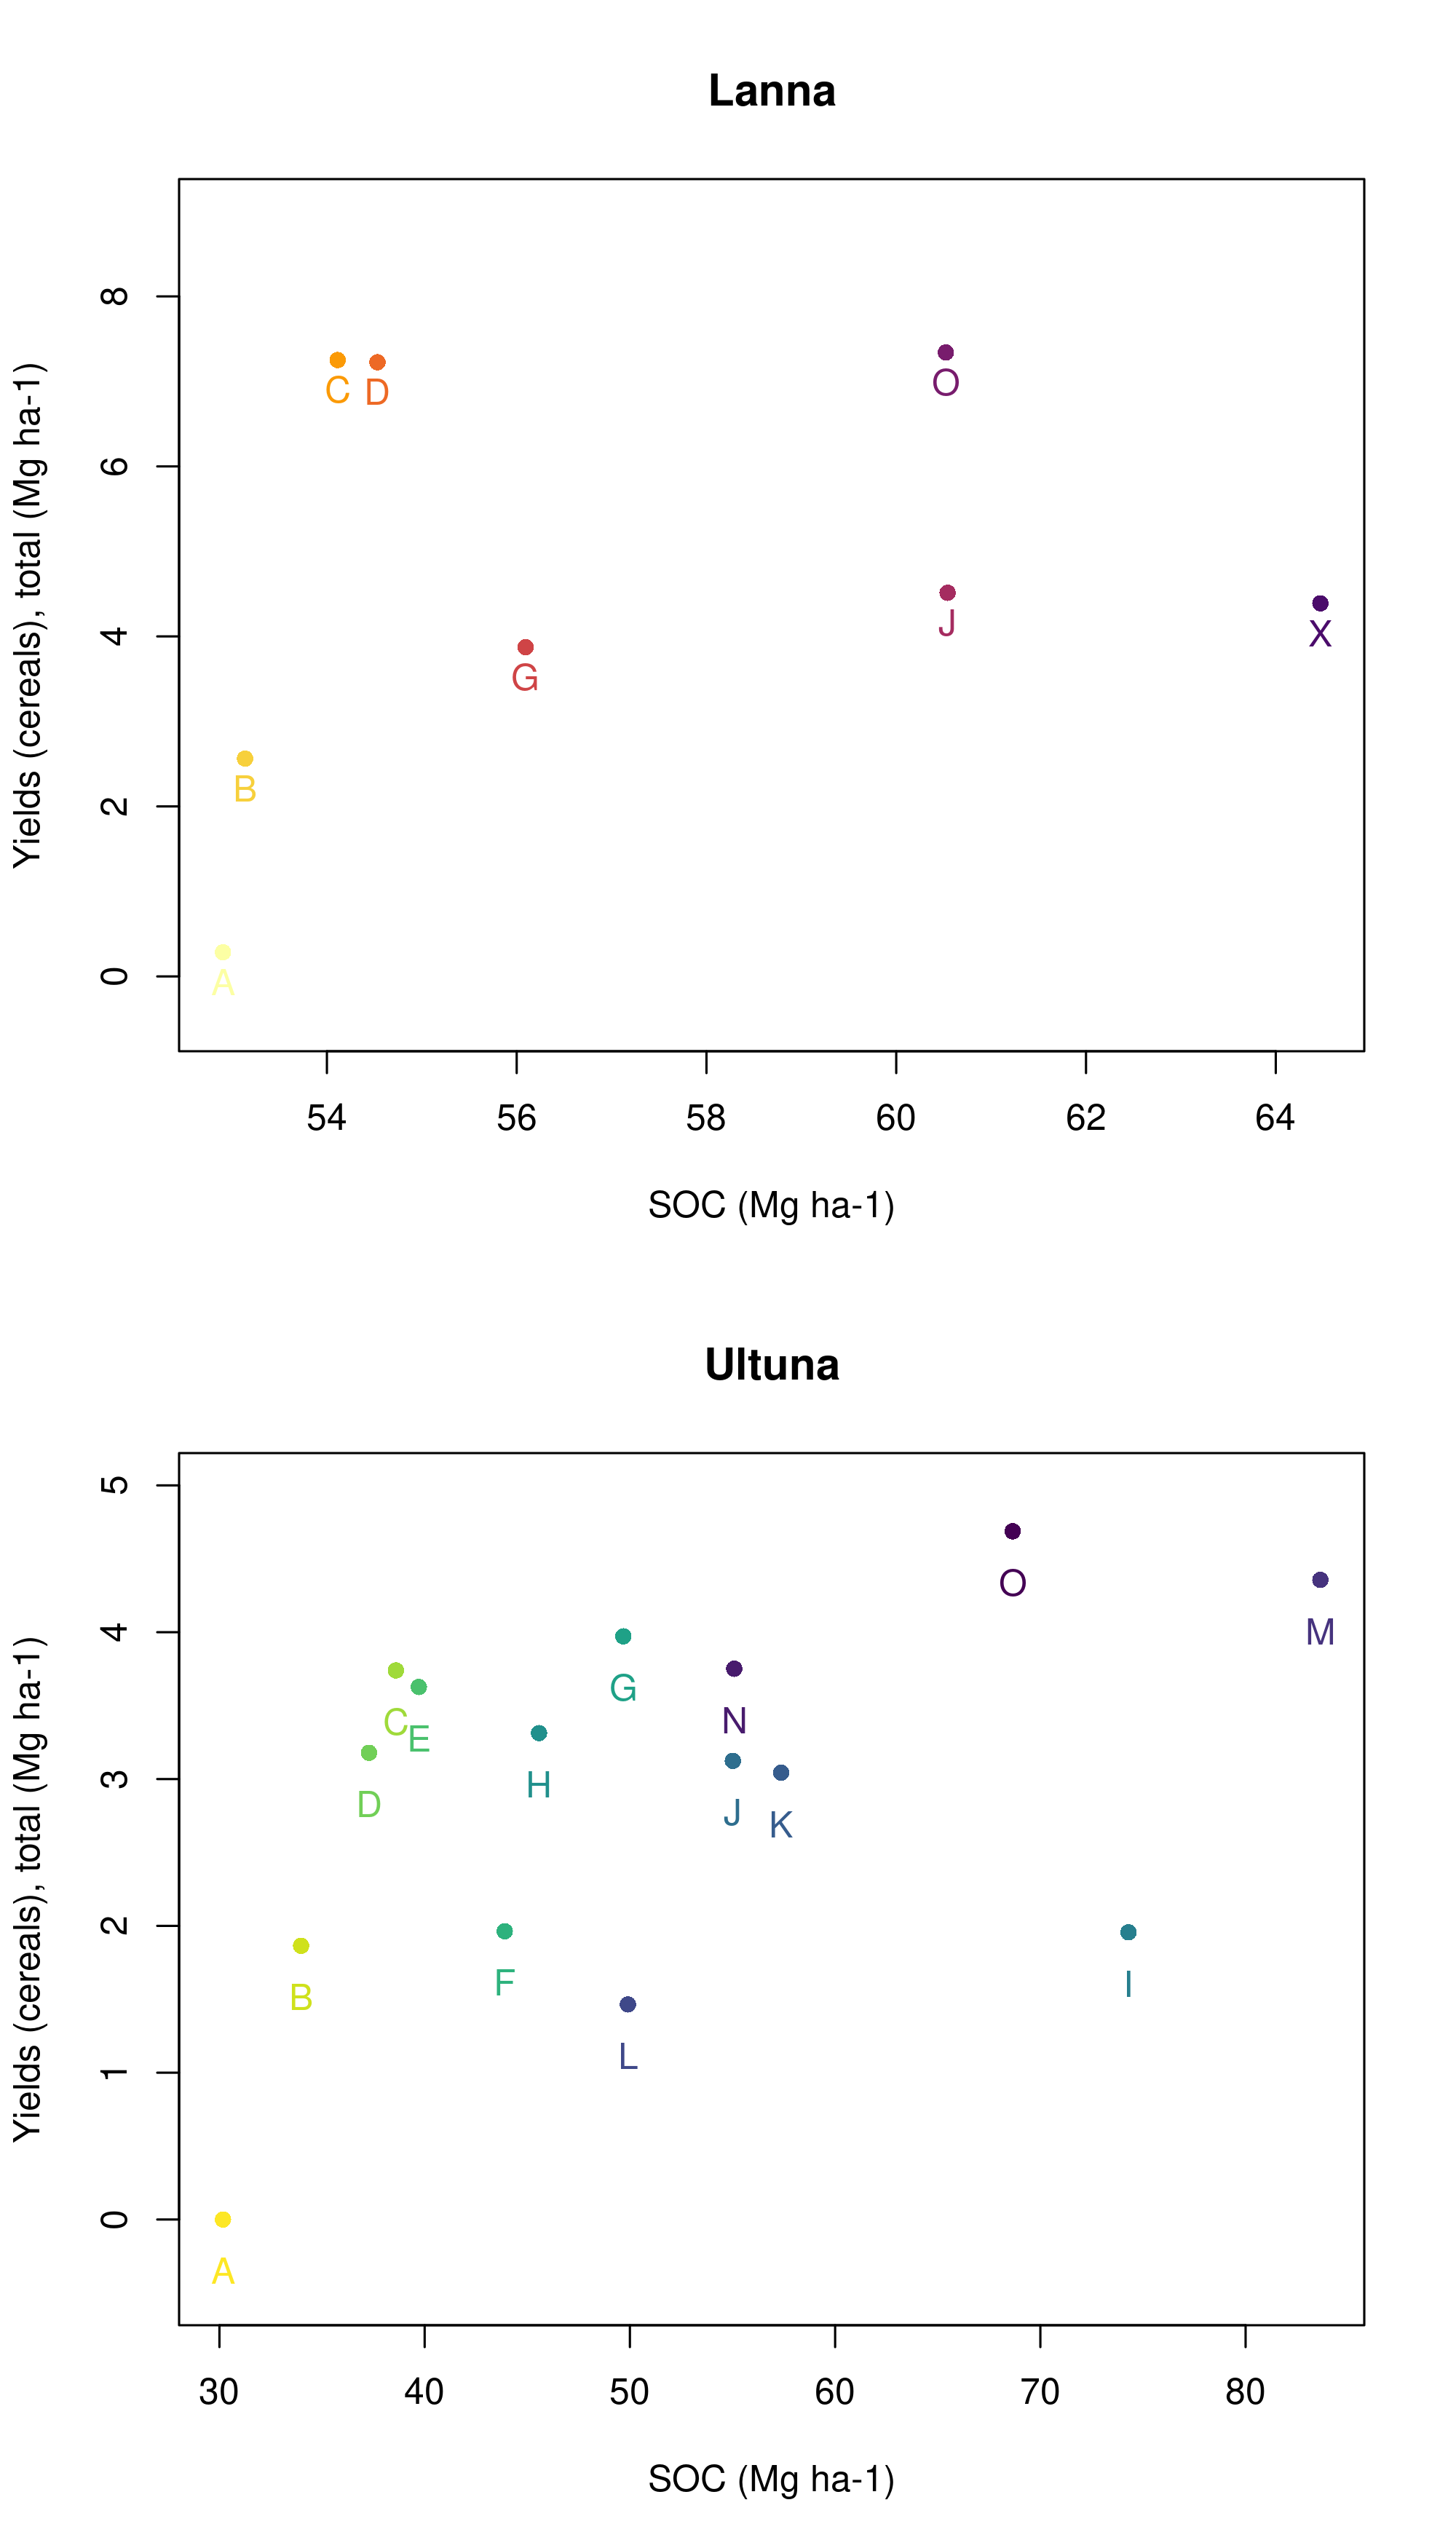 Lanna
Yields (cereals), total (Mg ha-1)
8
6
4
2
0
C D
O
J
X
G
B
A
54 56 58 60 62 64
SOC (Mg ha-1)
Ultuna
Yields (cereals), total (Mg ha-1)
5
4
3
2
1
0
O
M
G
N
C
E
H
D
J
K
F
I
B
L
A
30 40 50 60 70 80
SOC (Mg ha-1)